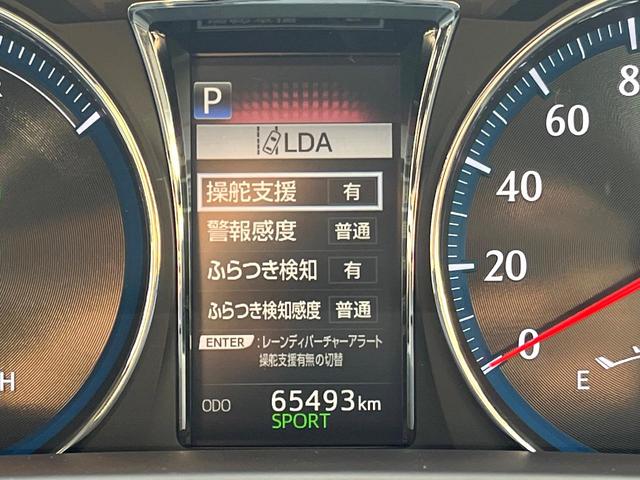 P
LDA
操舵支援 有
警報感度 普通
ふらつき検知 有
ふらつき検知感度 普通
ENTER :レーンディパーチャーアラート
操舵支援有無の切替
ODO 65493km
SPORT
H
80
60
40
20
0
E